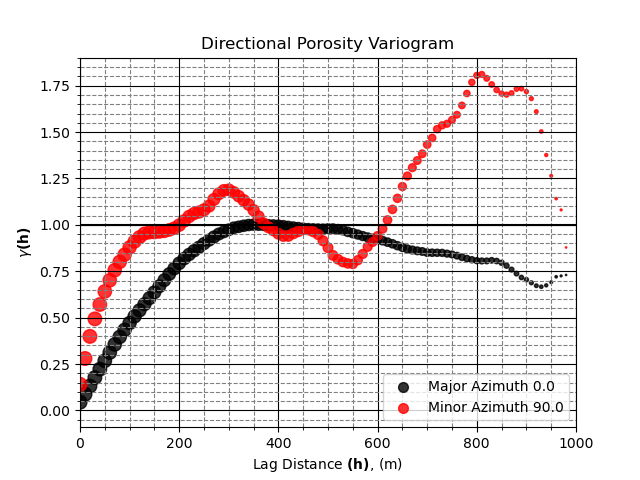 Directional Porosity Variogram
1.75
1.50
1.25
1.00
0.75
0.50
0.25
0.00
γ(h)
Major Azimuth 0.0
Minor Azimuth 90.0
0 200 400 600 800 1000
Lag Distance (h), (m)